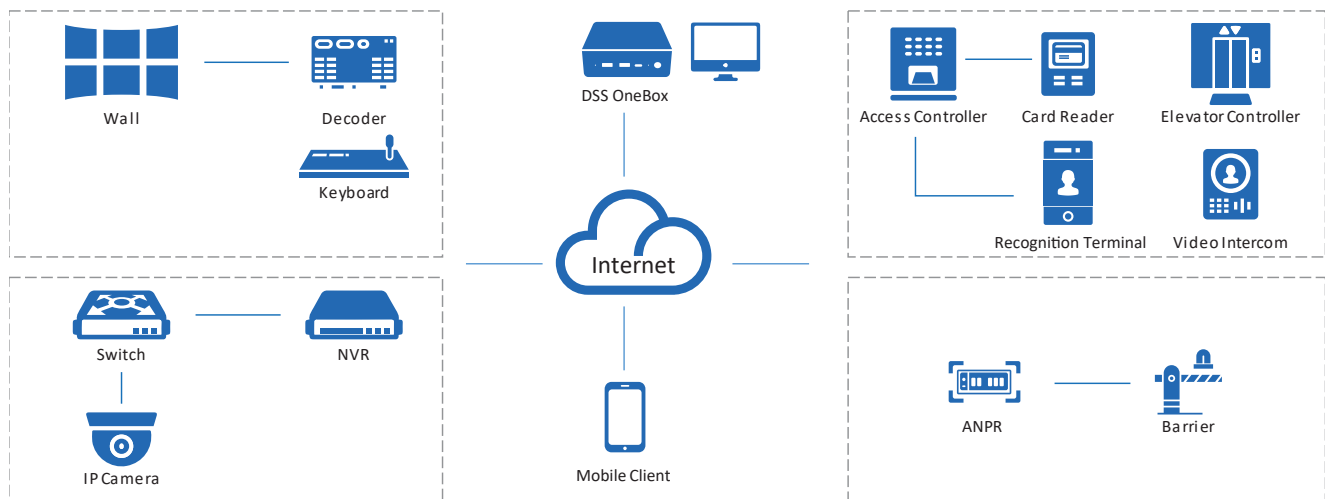 Wall
Decoder
Keyboard
DSS OneBox
Access Controller
Card Reader
Elevator Controller
Recognition Terminal
Video Intercom
Internet
Switch
NVR
IP Camera
Mobile Client
ANPR
Barrier